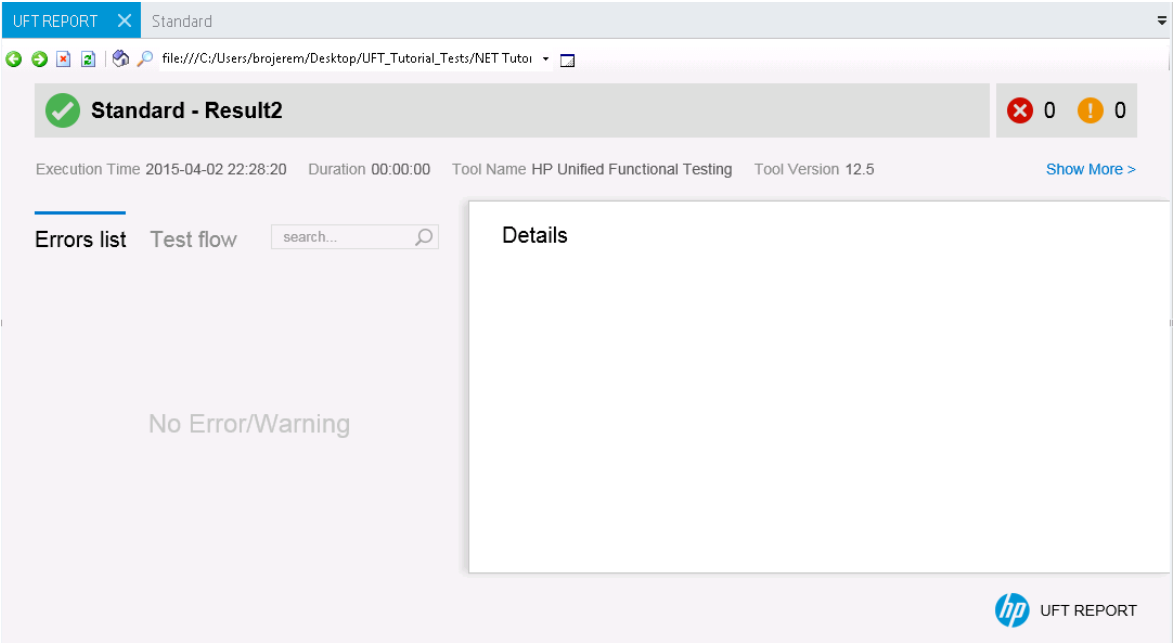 UFT REPORT Standard
file:///C:/Users/brojerem/Desktop/UFT_Tutorial_Tests/NET Tutor
Standard - Result2 0 0
Execution Time 2015-04-02 22:28:20 Duration 00:00:00 Tool Name HP Unified Functional Testing Tool Version 12.5 Show More >
Errors list Test flow search... Details
No Error/Warning
hp UFT REPORT